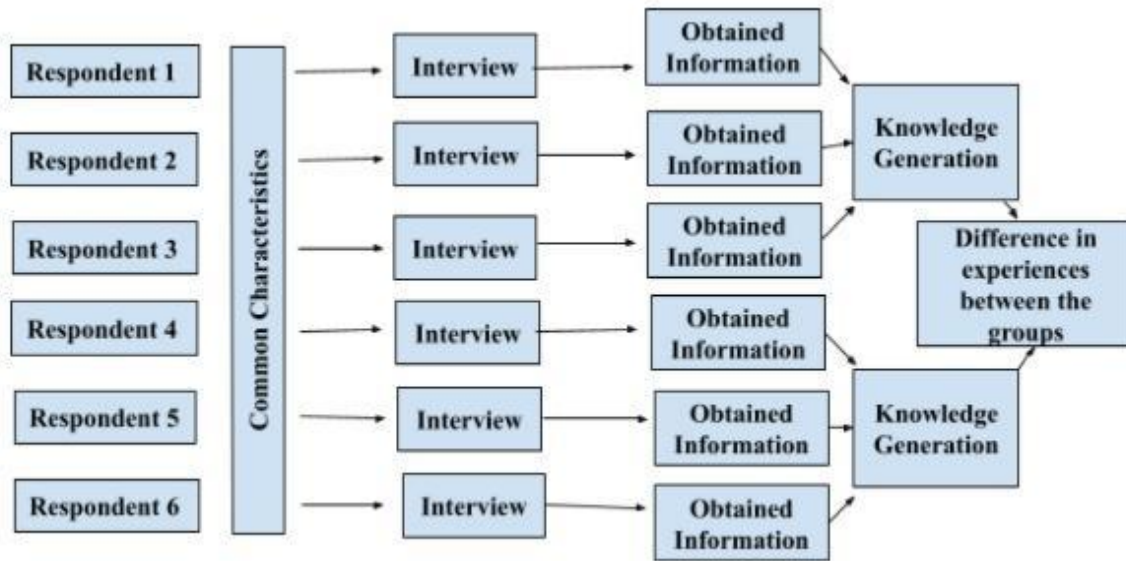 Respondent 1
Respondent 2
Respondent 3
Respondent 4
Respondent 5
Respondent 6
Common Characteristics
Interview
Interview
Interview
Interview
Interview
Interview
Obtained
Information
Obtained
Information
Obtained
Information
Obtained
Information
Obtained
Information
Obtained
Information
Knowledge
Generation
Knowledge
Generation
Difference in
experiences
between the
groups